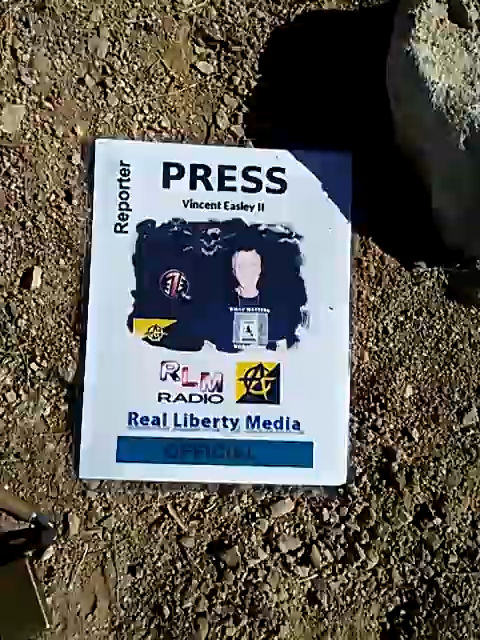 Reporter
PRESS
Vincent Easley II
RLM
RADIO
Real Liberty Media
OFFICIAL